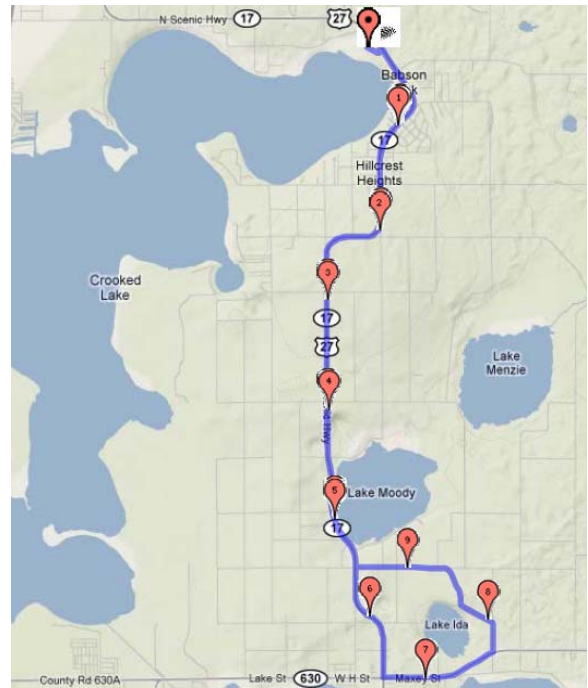 N Scenic Hwy
17
27
Babson
1
17
Hillcrest
Heights
2
3
Crooked
Lake
17
27
Lake
Menzie
4
Hwy
5
Lake Moody
17
9
6
8
Lake Ida
7
County Rd 630A
Lake St
630
W H St
Maxey St